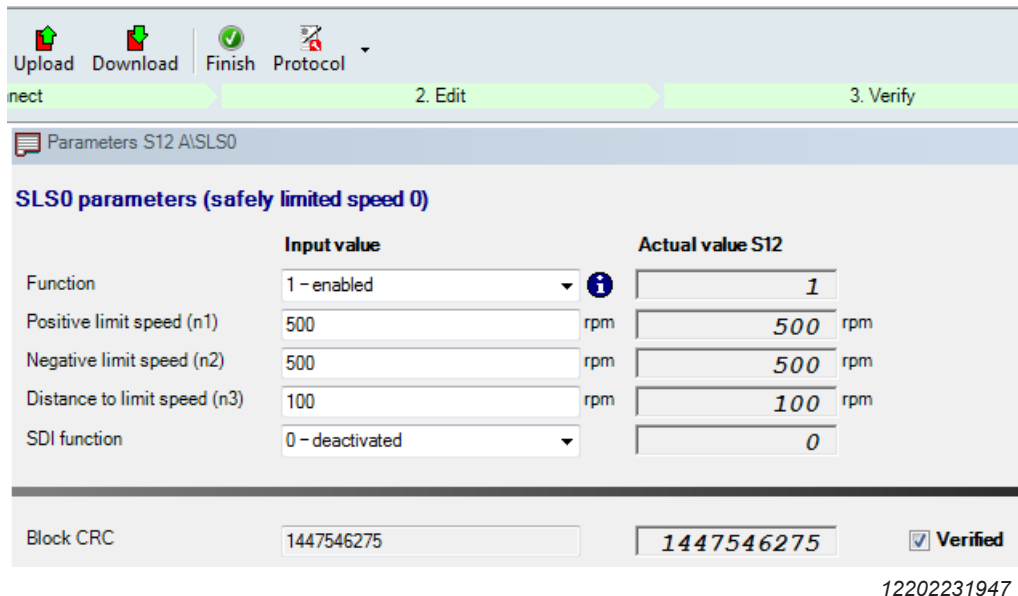 Upload Download Finish Protocol
nnect 2. Edit 3. Verify
Parameters S12 A\SLS0
SLS0 parameters (safely limited speed 0)
Input value Actual value S12
Function 1 – enabled 1
Positive limit speed (n1) 500 rpm 500 rpm
Negative limit speed (n2) 500 rpm 500 rpm
Distance to limit speed (n3) 100 rpm 100 rpm
SDI function 0 – deactivated 0
Block CRC 1447546275 1447546275 Verified
12202231947